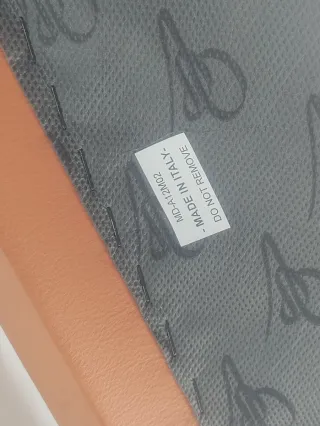 MD-A12M02
- MADE IN ITALY-
DO NOT REMOVE